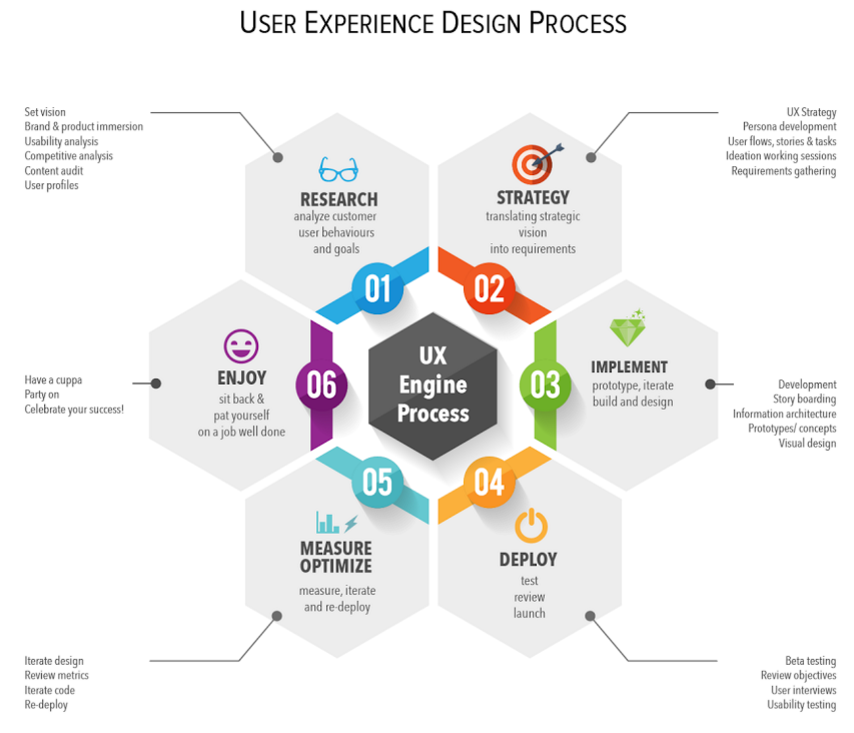 USER EXPERIENCE DESIGN PROCESS
Set vision
Brand & product immersion
Usability analysis
Competitive analysis
Content audit
User profiles
RESEARCH
analyze customer
user behaviours
and goals
01
UX Strategy
Persona development
User flows, stories & tasks
Ideation working sessions
Requirements gathering
STRATEGY
translating strategic
vision
into requirements
02
UX
Engine
Process
IMPLEMENT
prototype, iterate
build and design
03
Development
Story boarding
Information architecture
Prototypes/ concepts
Visual design
04
DEPLOY
test
review
launch
Beta testing
Review objectives
User interviews
Usability testing
05
MEASURE
OPTIMIZE
measure, iterate
and re-deploy
Iterate design
Review metrics
Iterate code
Re-deploy
06
ENJOY
sit back &
pat yourself
on a job well done
Have a cuppa
Party on
Celebrate your success!